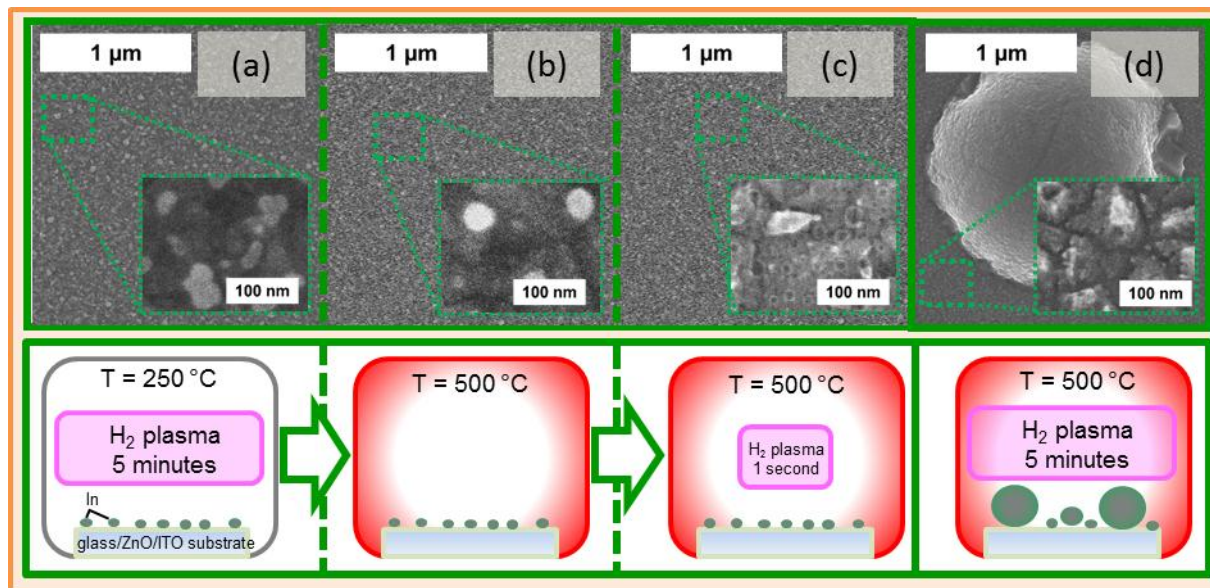 1 µm
(a)
1 µm
(b)
1 µm
(c)
1 µm
(d)
100 nm
100 nm
100 nm
100 nm
T = 250 °C
H₂ plasma
5 minutes
In
glass/ZnO/ITO substrate
T = 500 °C
T = 500 °C
H₂ plasma
1 second
T = 500 °C
H₂ plasma
5 minutes